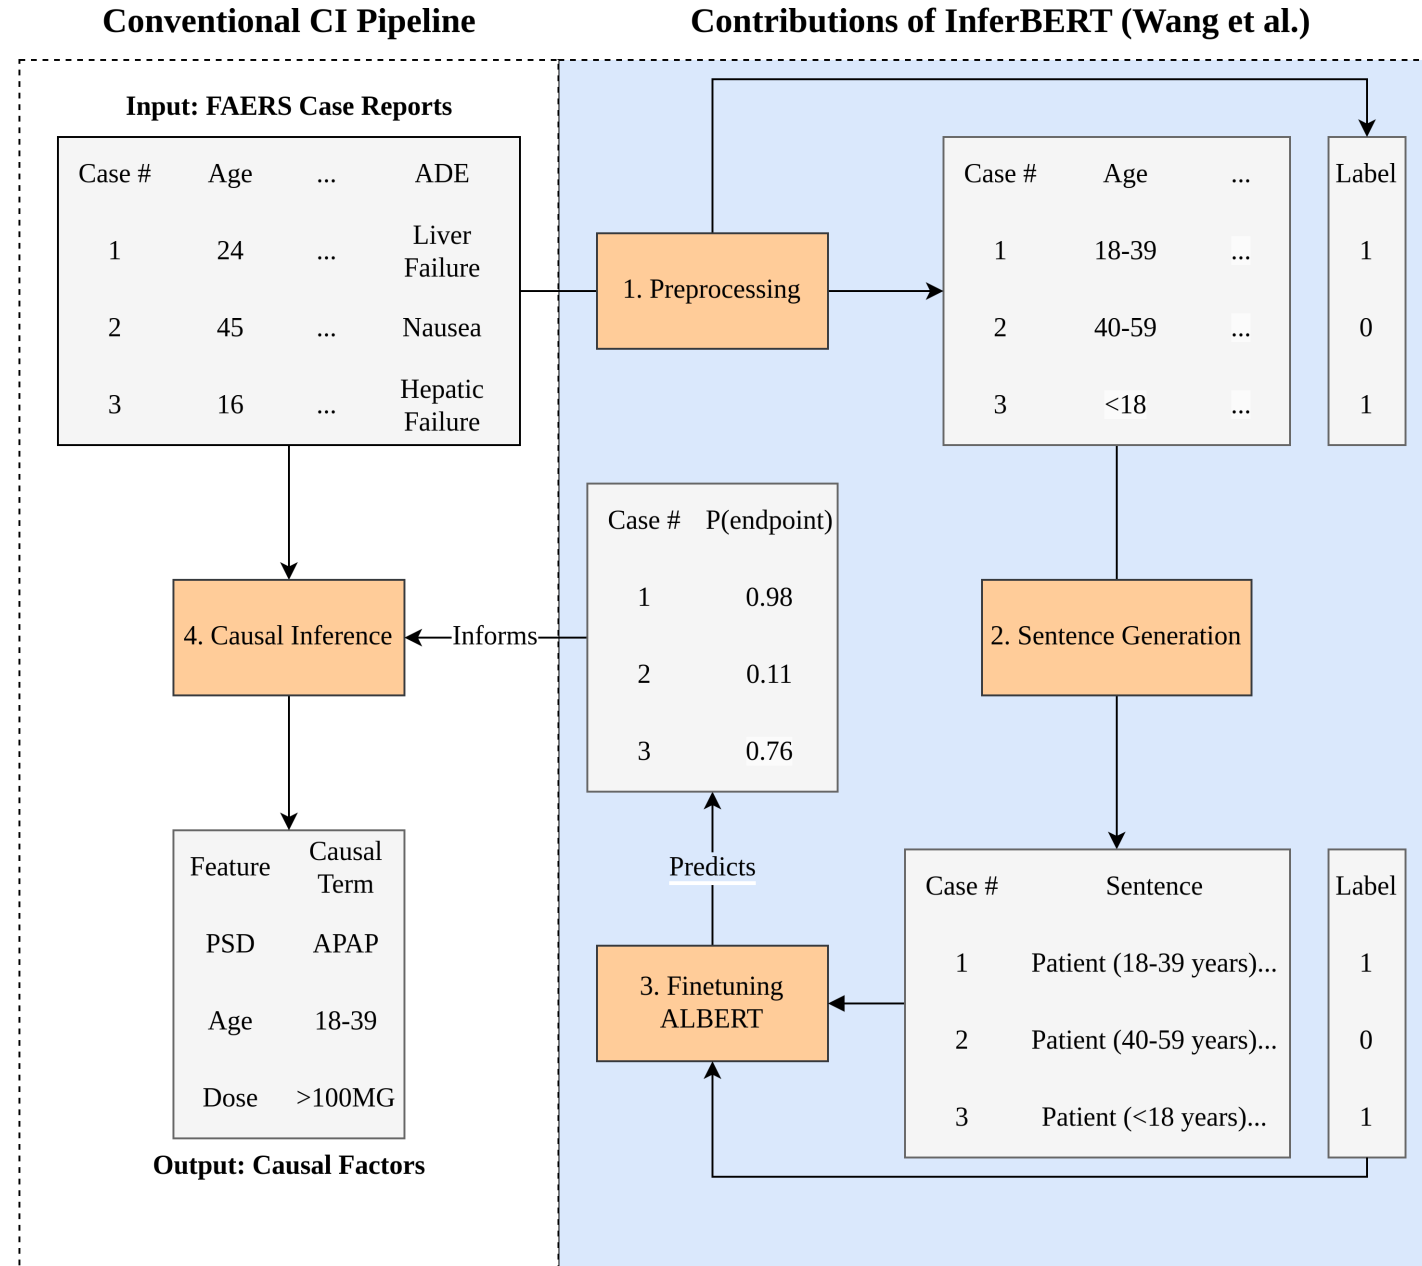 Conventional CI Pipeline
Contributions of InferBERT (Wang et al.)
Input: FAERS Case Reports
Case # Age ... ADE
1 24 ... Liver
Failure
2 45 ... Nausea
3 16 ... Hepatic
Failure
1. Preprocessing
Case # Age ...
1 18-39 ...
2 40-59 ...
3 <18 ...
Label
1
0
1
Case # P(endpoint)
1 0.98
2 0.11
3 0.76
4. Causal Inference
Informs
2. Sentence Generation
Predicts
Feature Causal
Term
PSD APAP
Age 18-39
Dose >100MG
Output: Causal Factors
3. Finetuning
ALBERT
Case # Sentence
1 Patient (18-39 years)...
2 Patient (40-59 years)...
3 Patient (<18 years)...
Label
1
0
1